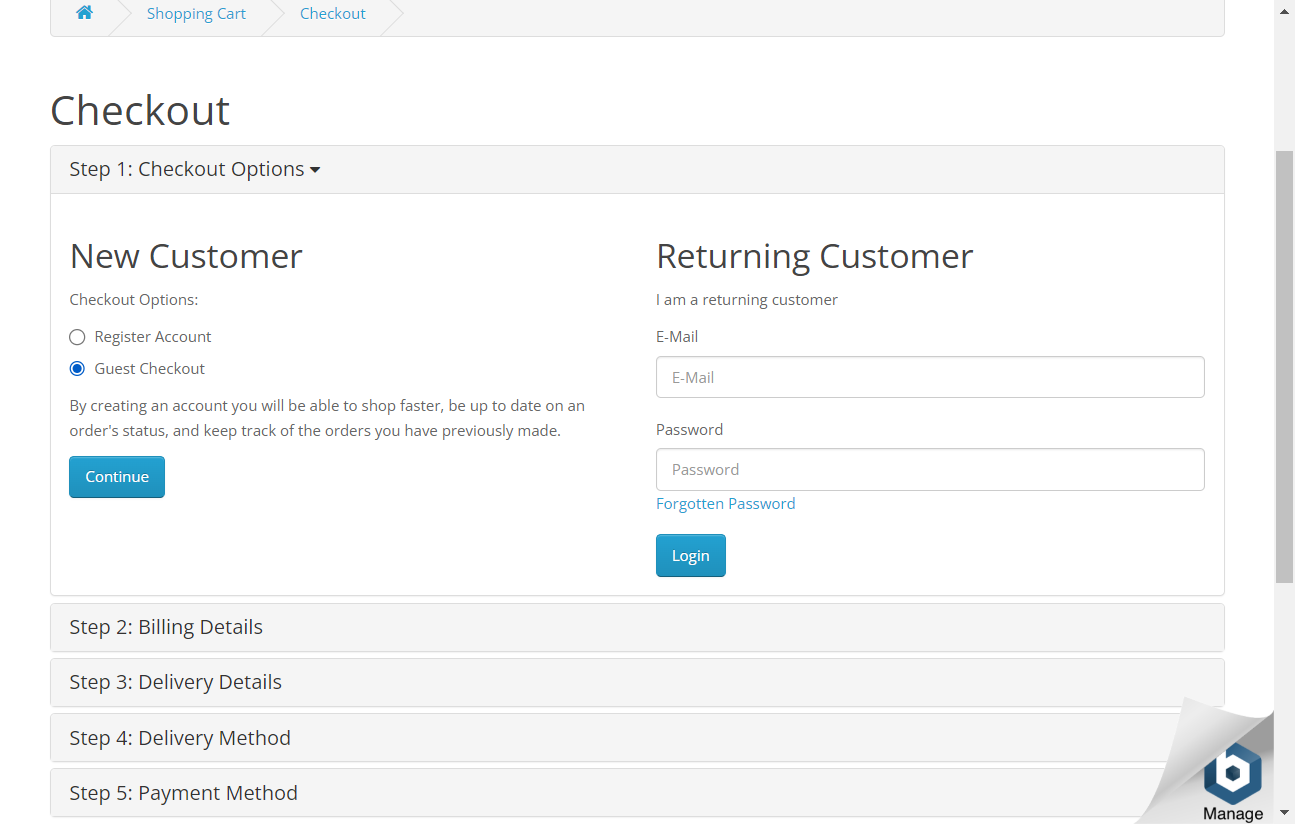 Shopping Cart
Checkout
Checkout
Step 1: Checkout Options
New Customer
Checkout Options:
Register Account
Guest Checkout
By creating an account you will be able to shop faster, be up to date on an
order's status, and keep track of the orders you have previously made.
Continue
Returning Customer
I am a returning customer
E-Mail
E-Mail
Password
Password
Forgotten Password
Login
Step 2: Billing Details
Step 3: Delivery Details
Step 4: Delivery Method
Step 5: Payment Method
b
Manage